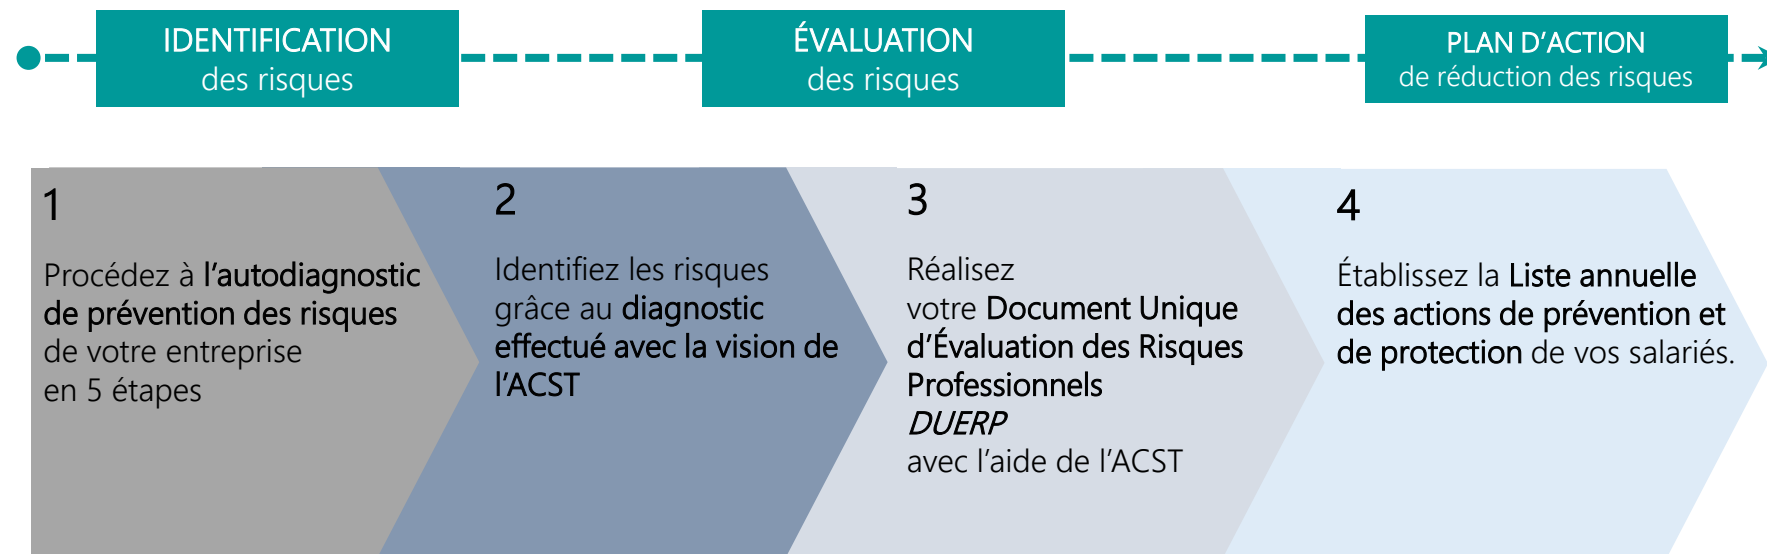 IDENTIFICATION
des risques
ÉVALUATION
des risques
PLAN D’ACTION
de réduction des risques
1
Procédez à l’autodiagnostic
de prévention des risques
de votre entreprise
en 5 étapes
2
Identifiez les risques
grâce au diagnostic
effectué avec la vision de
l’ACST
3
Réalisez
votre Document Unique
d’Évaluation des Risques
Professionnels
DUERP
avec l’aide de l’ACST
4
Établissez la Liste annuelle
des actions de prévention et
de protection de vos salariés.